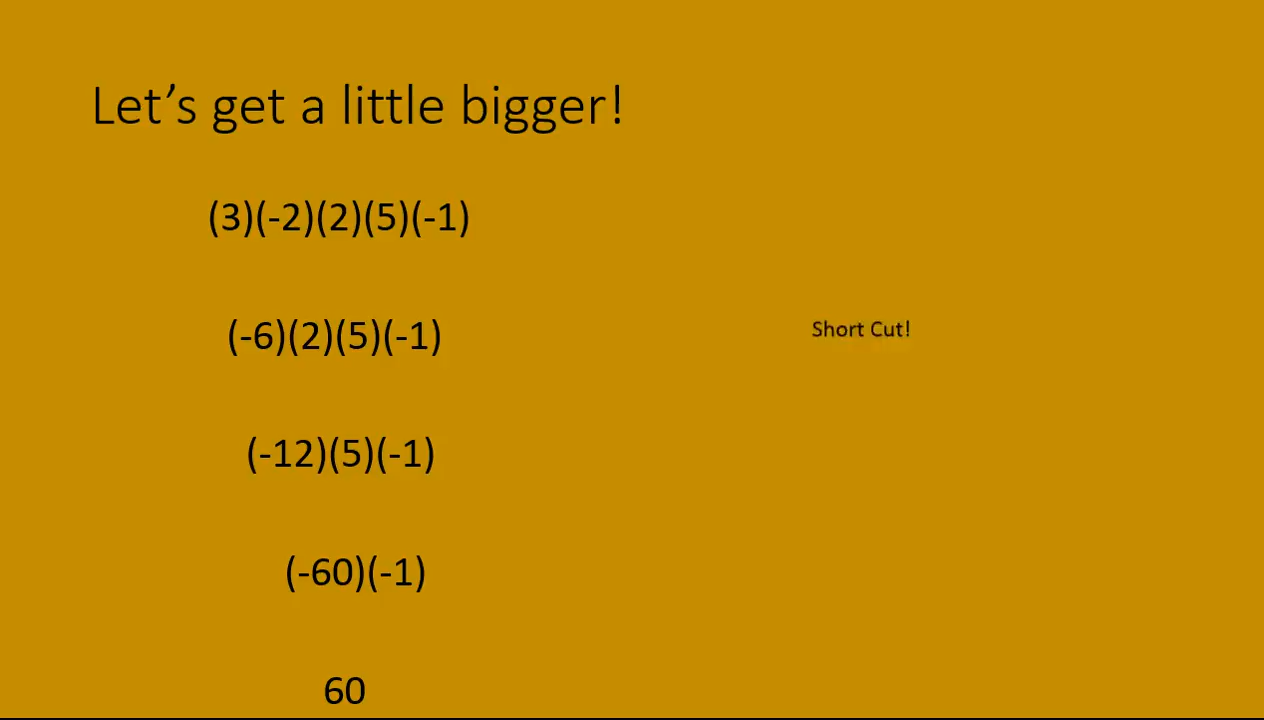 Let’s get a little bigger!
(3)(-2)(2)(5)(-1)
(-6)(2)(5)(-1)
Short Cut!
(-12)(5)(-1)
(-60)(-1)
60